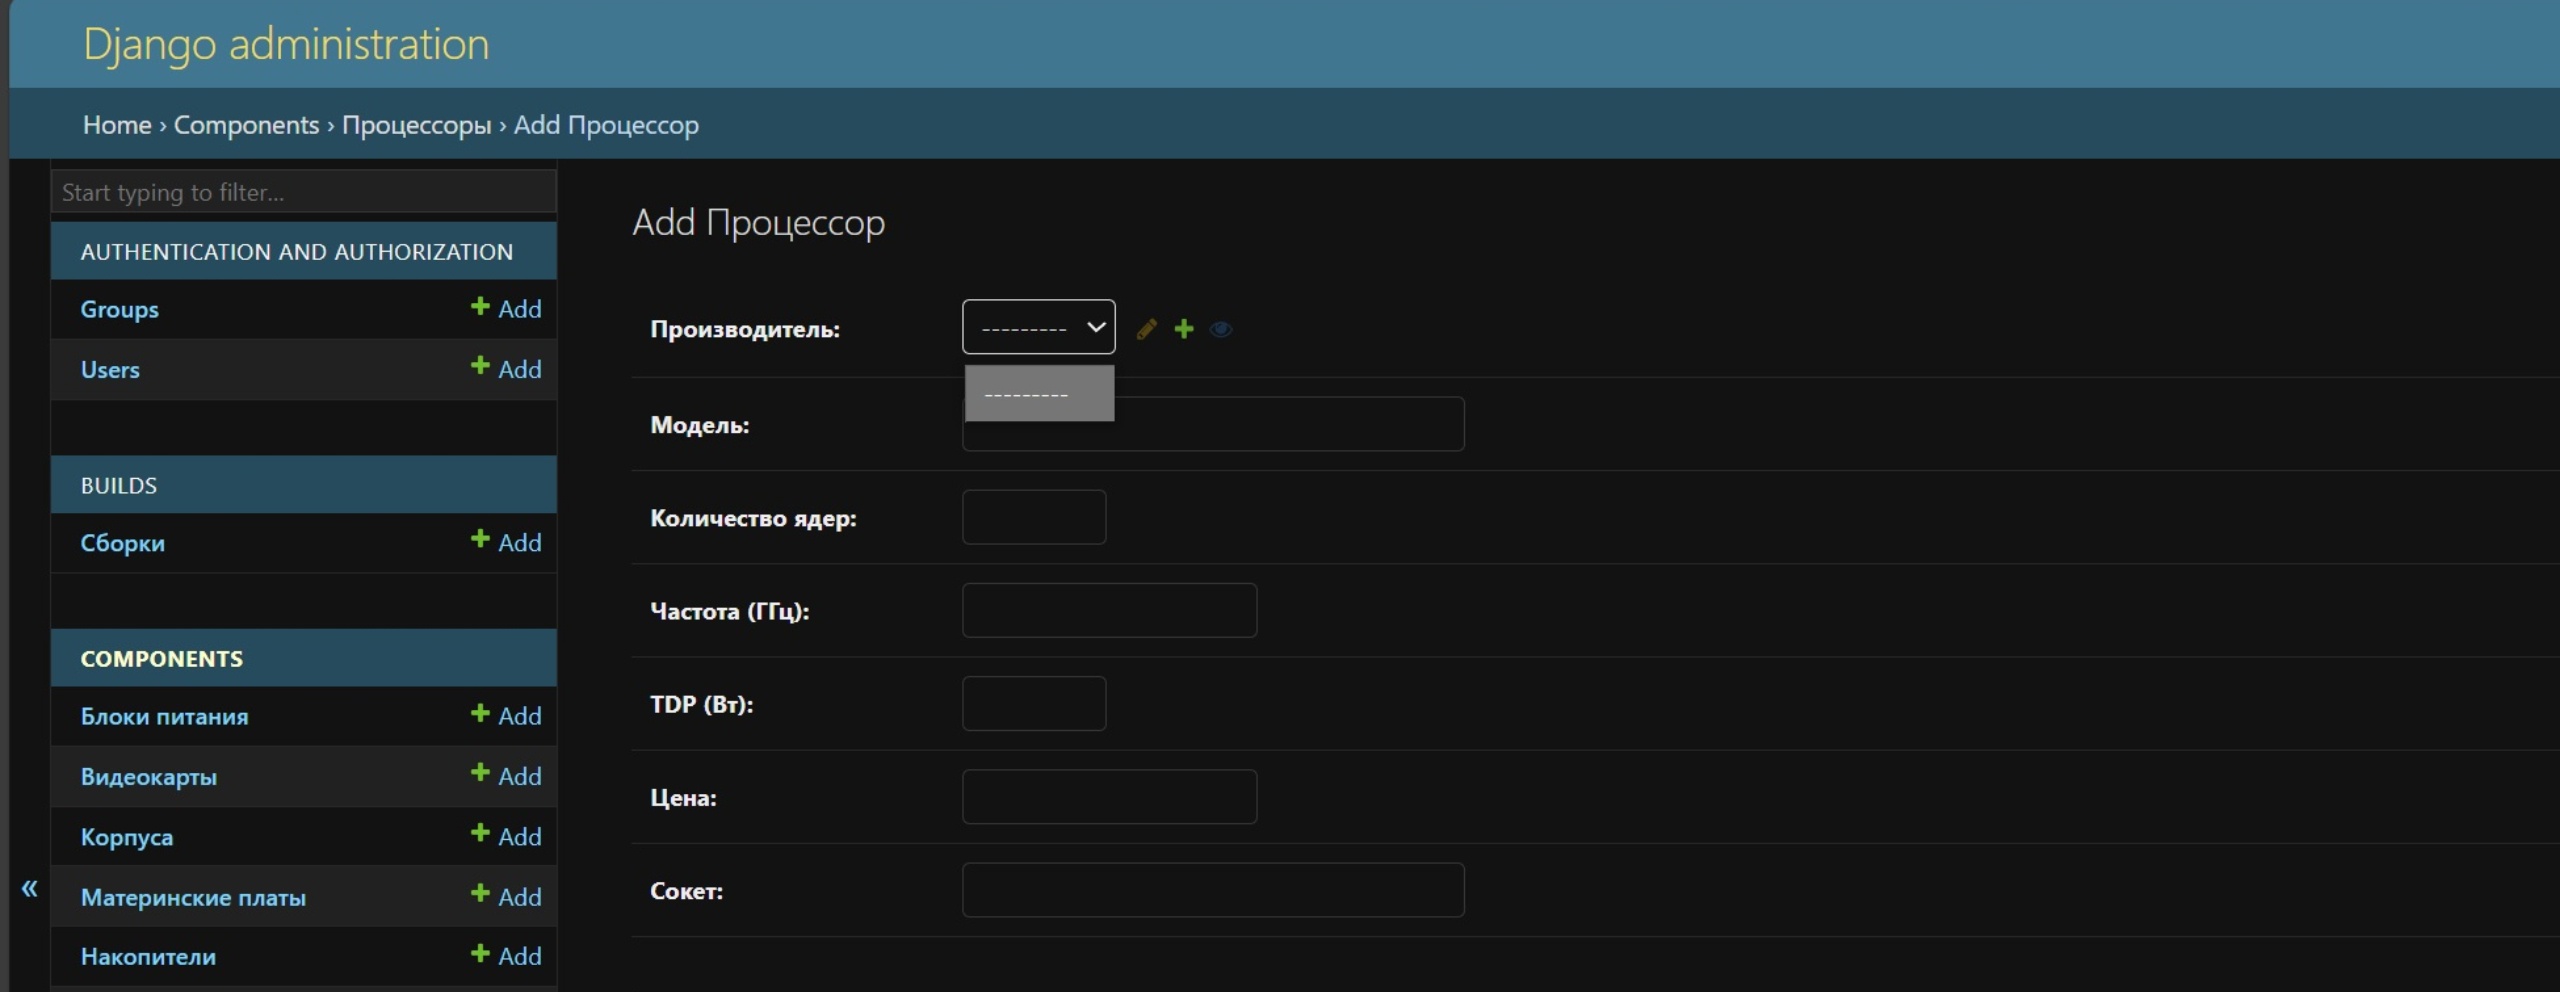 Django administration
Home › Components › Процессоры › Add Процессор
Start typing to filter...
AUTHENTICATION AND AUTHORIZATION
Groups + Add
Users + Add
BUILDS
Сборки + Add
COMPONENTS
Блоки питания + Add
Видеокарты + Add
Корпуса + Add
Материнские платы + Add
Накопители + Add
«
Add Процессор
Производитель: ---------
---------
Модель:
Количество ядер:
Частота (ГГц):
TDP (Вт):
Цена:
Сокет: